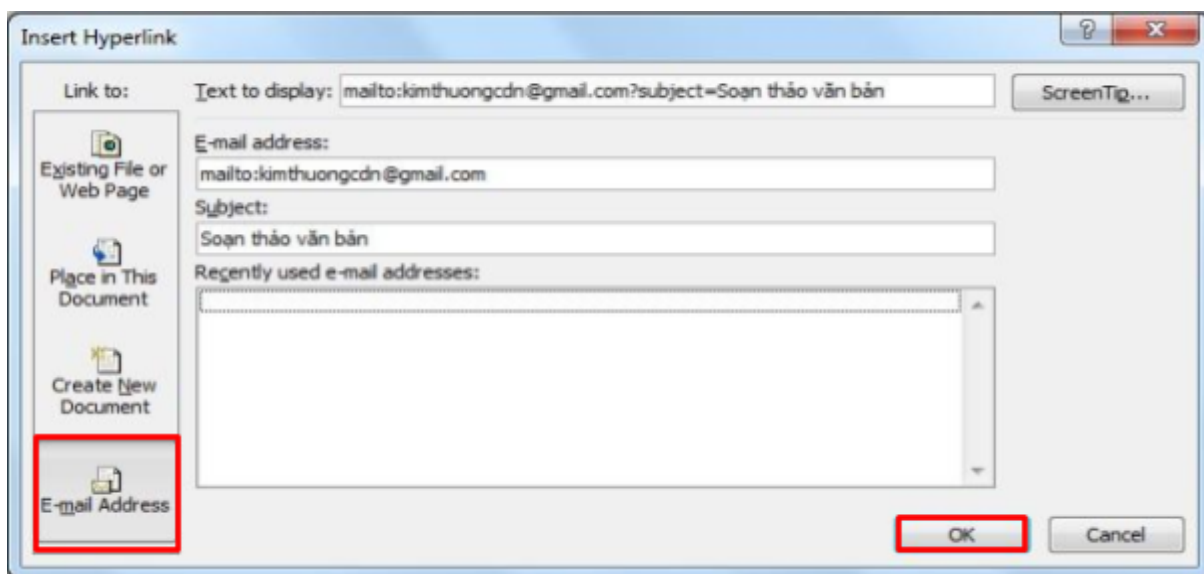 Insert Hyperlink
Link to:
Text to display: mailto:kimthuongcdn@gmail.com?subject=Soạn thảo văn bản
ScreenTip...
Existing File or
Web Page
E-mail address:
mailto:kimthuongcdn@gmail.com
Subject:
Soạn thảo văn bản
Place in This
Document
Recently used e-mail addresses:
Create New
Document
E-mail Address
OK
Cancel